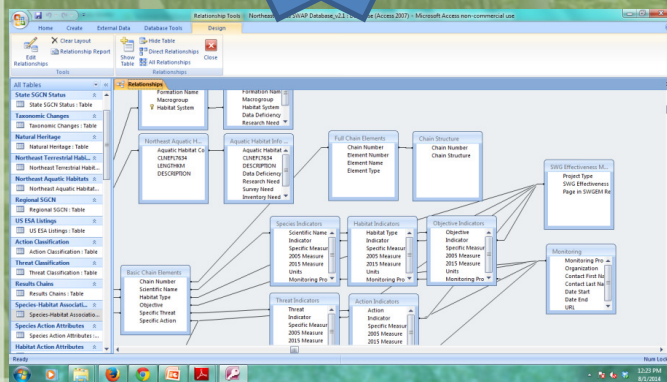 Relationship Tools
SWAP Database_v2.1 :
(Access 2007) - Microsoft Access non-commercial use
Home Create External Data Database Tools Design
Edit Relationships
Clear Layout
Relationship Report
Tools
Show Table
Hide Table
Direct Relationships
All Relationships
Close
Relationships
All Tables
State SGCN Status
State SGCN Status : Table
Taxonomic Changes
Taxonomic Changes : Table
Natural Heritage
Natural Heritage : Table
Northeast Terrestrial Habi...
Northeast Terrestrial Habit...
Northeast Aquatic Habitats
Northeast Aquatic Habitat...
Regional SGCN
Regional SGCN : Table
US ESA Listings
US ESA Listings : Table
Action Classification
Action Classification : Table
Threat Classification
Threat Classification : Table
Results Chains
Results Chains : Table
Species-Habitat Associati...
Species-Habitat Associatio...
Species Action Attributes
Species Action Attributes :...
Habitat Action Attributes
Relationships
Formation Name
Macrogroup
Habitat System
Formation Nam
Macrogroup
Habitat System
Data Deficiency
Research Need
Northeast Aquatic H...
Aquatic Habitat Co
CLNEFL7634
LENGTHKM
DESCRIPTION
Aquatic Habitat Info ...
Aquatic Habitat
CLNEFL7634
DESCRIPTION
Data Deficiency
Research Need
Survey Need
Inventory Need
Full Chain Elements
Chain Number
Element Number
Element Name
Element Type
Chain Structure
Chain Number
Chain Structure
SWG Effectiveness M...
Project Type
SWG Effectiveness
Page in SWGEM Re
Species Indicators
Scientific Name
Indicator
Specific Measur
2005 Measure
2015 Measure
Units
Monitoring Pro
Habitat Indicators
Habitat Type
Indicator
Specific Measur
2005 Measure
2015 Measure
Units
Monitoring Pro
Objective Indicators
Objective
Indicator
Specific Measur
2005 Measure
2015 Measure
Units
Monitoring Pro
Monitoring
Monitoring Pro
Organization
Contact First Na
Contact Last Na
Date Start
Date End
URL
Basic Chain Elements
Chain Number
Scientific Name
Habitat Type
Objective
Specific Threat
Specific Action
Threat Indicators
Threat
Indicator
Specific Measur
2005 Measure
2015 Measure
Action Indicators
Action
Indicator
Specific Measur
2005 Measure
2015 Measure
Ready
Num Lock
12:23 PM
8/1/2014